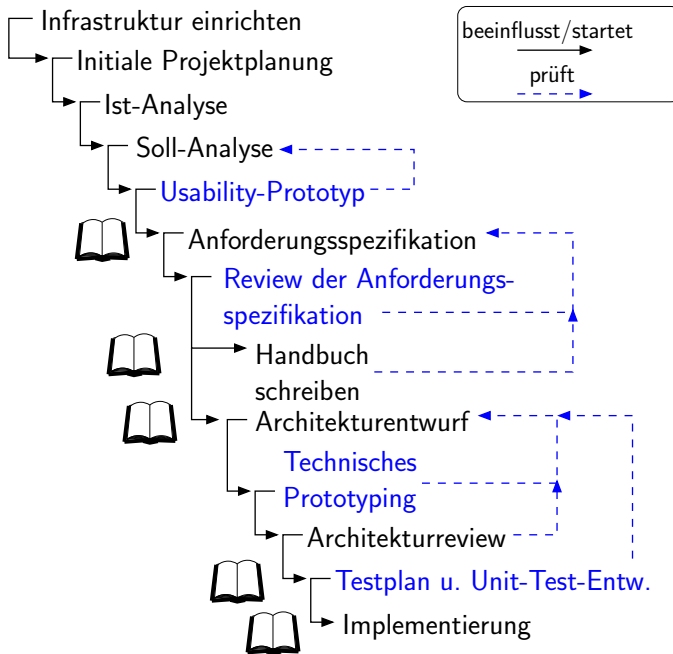 Infrastruktur einrichten
beeinflusst/startet
prüft
Initiale Projektplanung
Ist-Analyse
Soll-Analyse
Usability-Prototyp
Anforderungsspezifikation
Review der Anforderungs-
spezifikation
Handbuch
schreiben
Architekturentwurf
Technisches
Prototyping
Architekturreview
Testplan u. Unit-Test-Entw.
Implementierung